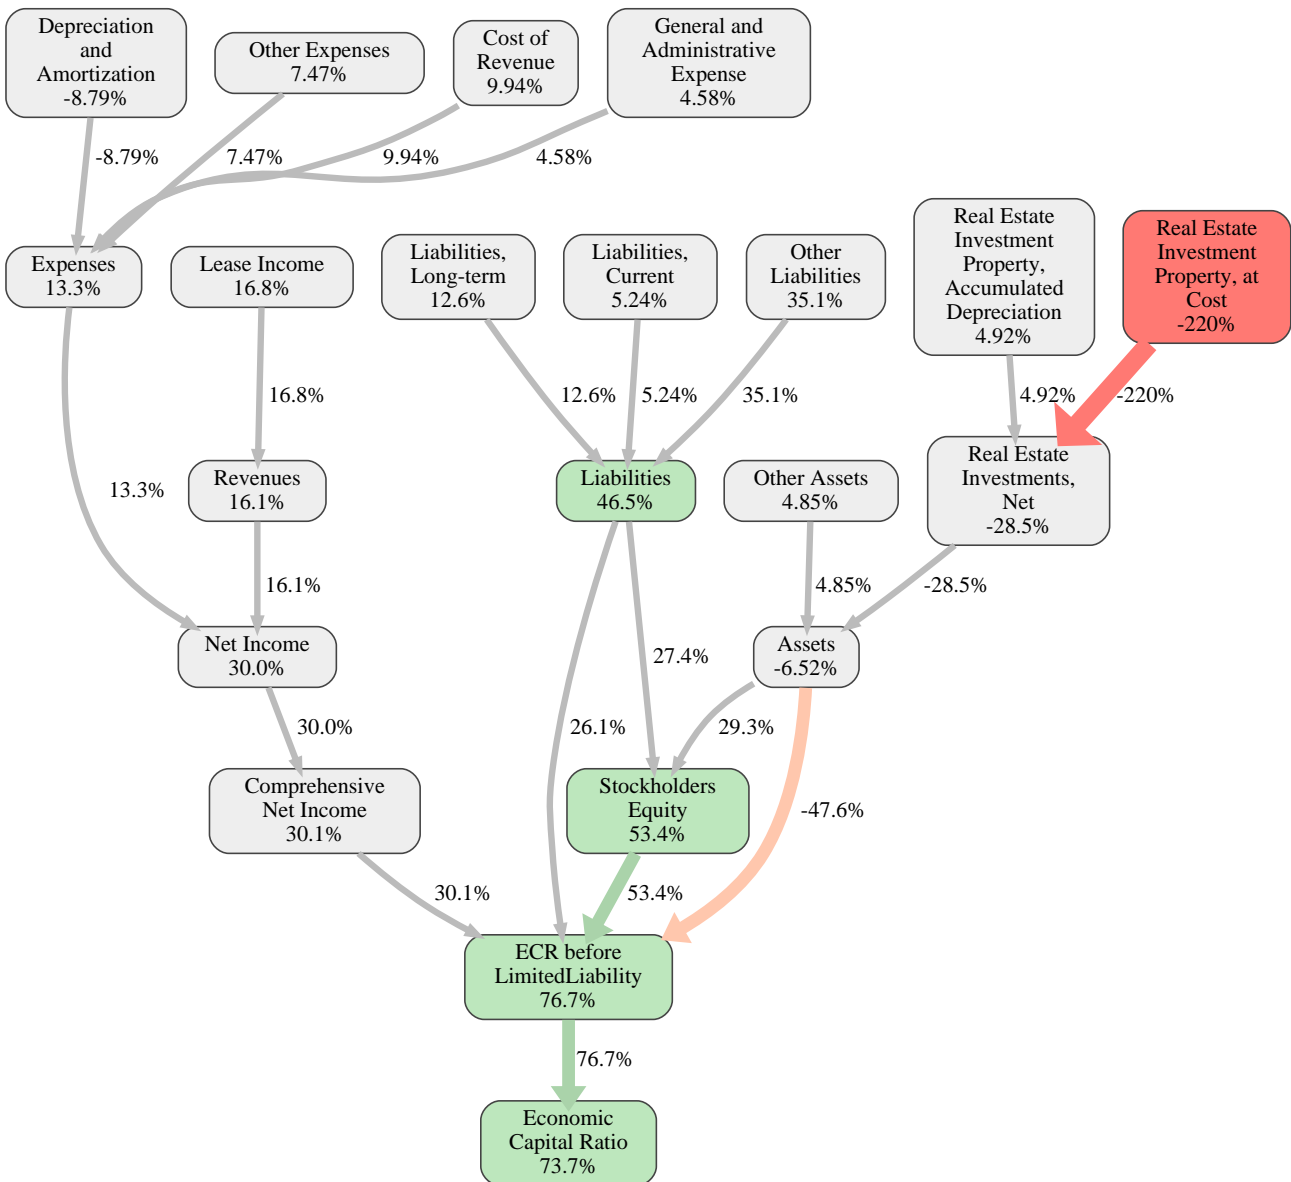 Depreciation
and
Amortization
-8.79%
Other Expenses
7.47%
Cost of
Revenue
9.94%
General and
Administrative
Expense
4.58%
-8.79%
7.47%
9.94%
4.58%
Expenses
13.3%
Lease Income
16.8%
Liabilities,
Long-term
12.6%
Liabilities,
Current
5.24%
Other
Liabilities
35.1%
Real Estate
Investment
Property,
Accumulated
Depreciation
4.92%
Real Estate
Investment
Property, at
Cost
-220%
16.8%
12.6%
5.24%
35.1%
4.92%
-220%
13.3%
Revenues
16.1%
Liabilities
46.5%
Other Assets
4.85%
Real Estate
Investments,
Net
-28.5%
16.1%
4.85%
-28.5%
Net Income
30.0%
27.4%
Assets
-6.52%
30.0%
26.1%
29.3%
Comprehensive
Net Income
30.1%
Stockholders
Equity
53.4%
-47.6%
30.1%
53.4%
ECR before
LimitedLiability
76.7%
76.7%
Economic
Capital Ratio
73.7%